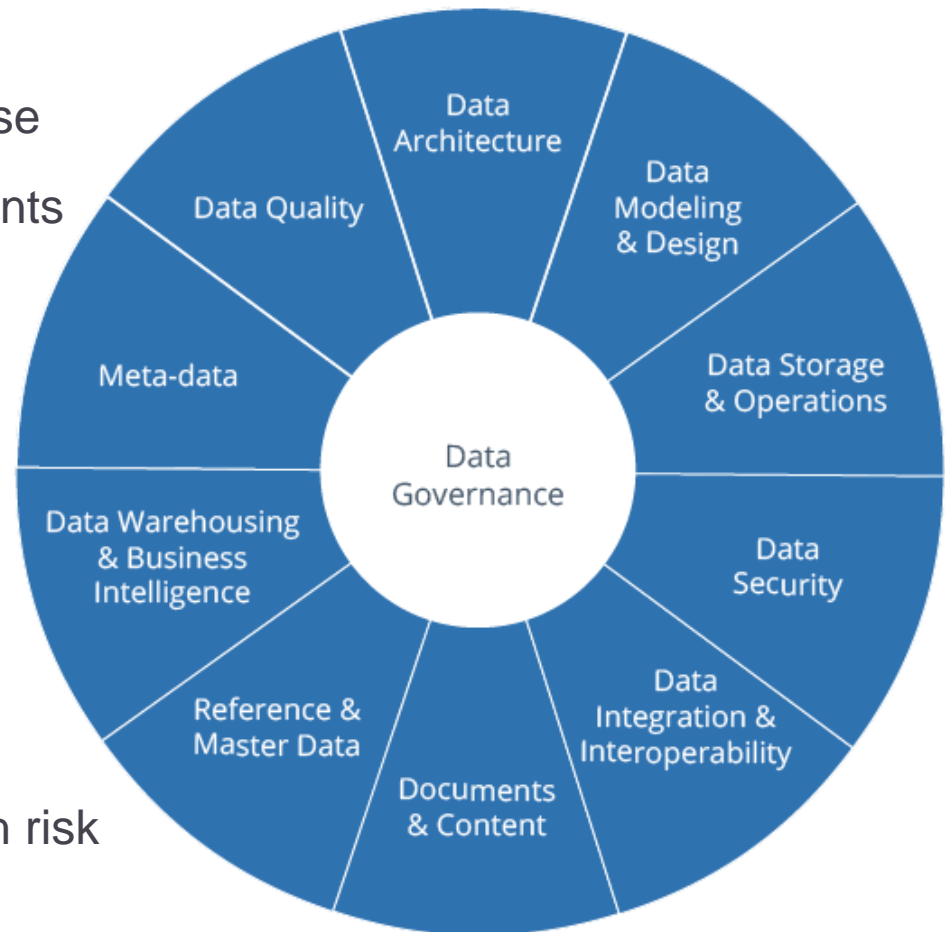 se
nts
n risk
Data
Architecture
Data
Modeling
& Design
Data Storage
& Operations
Data
Security
Data
Integration &
Interoperability
Documents
& Content
Reference &
Master Data
Data Warehousing
& Business
Intelligence
Meta-data
Data Quality
Data
Governance